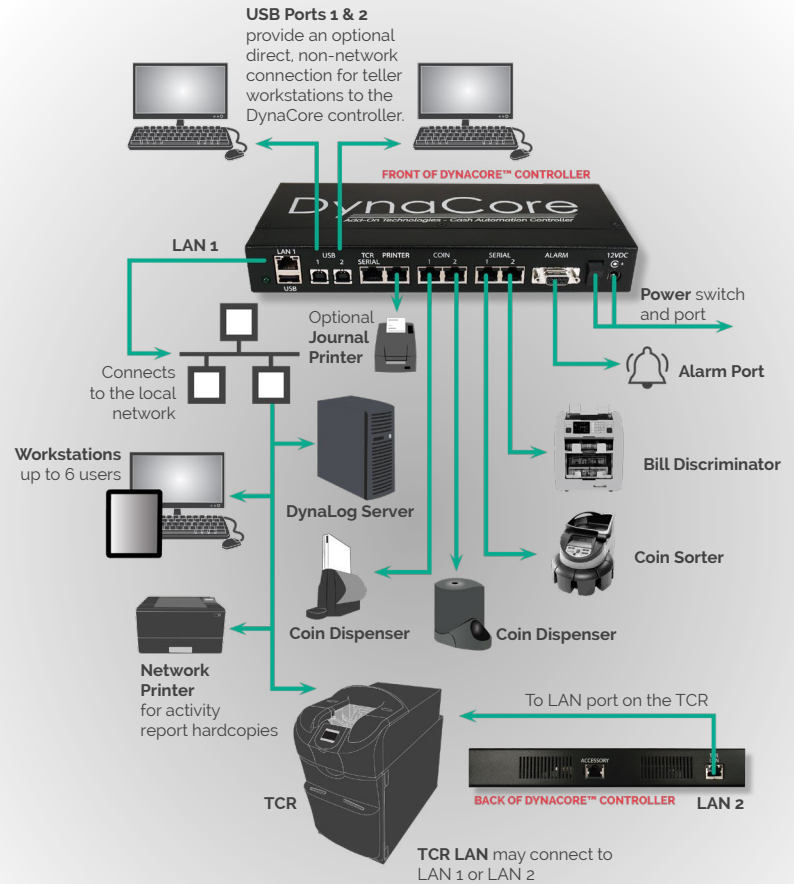 USB Ports 1 & 2
provide an optional
direct, non-network
connection for teller
workstations to the
DynaCore controller.
FRONT OF DYNACORE™ CONTROLLER
DynaCore
Add-On Technologies - Cash Automation Controller
LAN 1
LAN 1
USB
1 2
TCR
SERIAL
PRINTER
COIN
1 2
SERIAL
1 2
ALARM
12VDC
USB
Power switch
and port
Optional
Journal
Printer
Alarm Port
Connects
to the local
network
Workstations
up to 6 users
Bill Discriminator
DynaLog Server
Coin Sorter
Coin Dispenser
Coin Dispenser
Network
Printer
for activity
report hardcopies
To LAN port on the TCR
ACCESSORY
LAN
TCR
BACK OF DYNACORE™ CONTROLLER
LAN 2
TCR LAN may connect to
LAN 1 or LAN 2